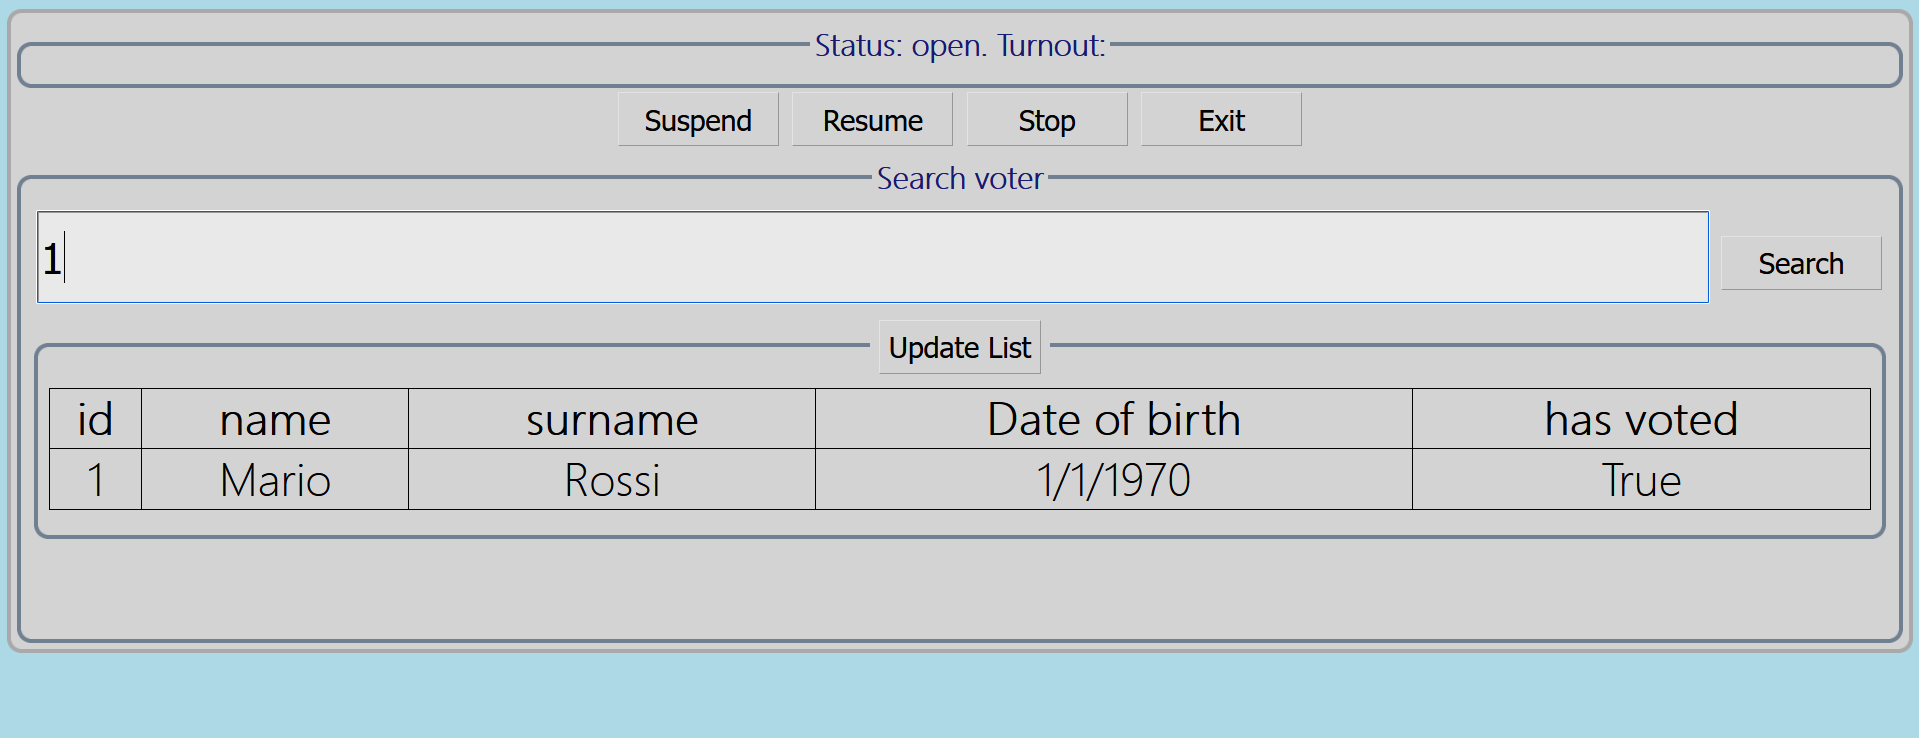 Status: open. Turnout:
Suspend Resume Stop Exit
Search voter
1 Search
Update List
id name surname Date of birth has voted
1 Mario Rossi 1/1/1970 True